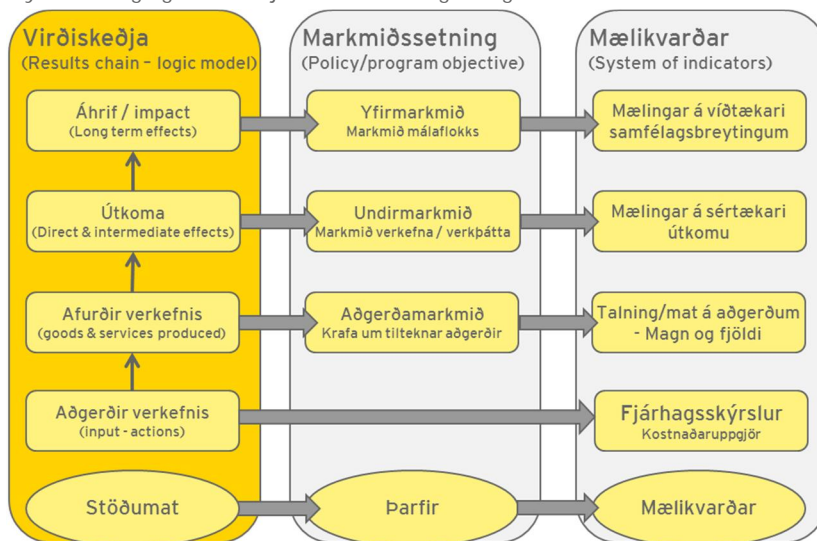 Virðiskeðja
(Results chain – logic model)
Áhrif / impact
(Long term effects)
Útkoma
(Direct & intermediate effects)
Afurðir verkefnis
(goods & services produced)
Aðgerðir verkefnis
(input - actions)
Stöðumat
Markmiðssetning
(Policy/program objective)
Yfirmarkmið
Markmið málaflokks
Undirmarkmið
Markmið verkefna / verkþátta
Aðgerðamarkmið
Krafa um tilteknar aðgerðir
Þarfir
Mælikvarðar
(System of indicators)
Mælingar á víðtækari
samfélagsbreytingum
Mælingar á sértækari
útkomu
Talning/mat á aðgerðum
- Magn og fjöldi
Fjárhagsskýrslur
Kostnaðaruppgjör
Mælikvarðar